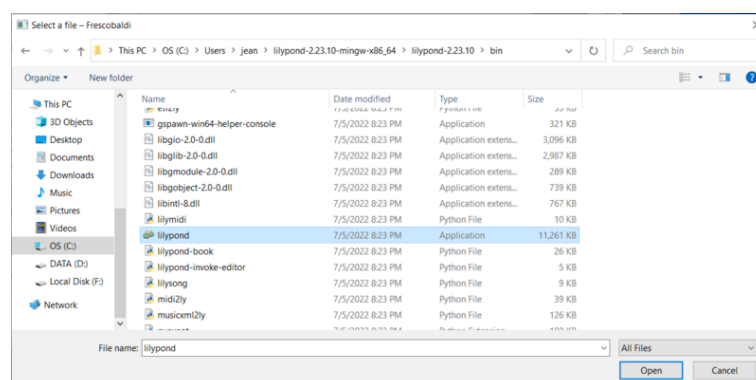 Select a file – Frescobaldi
This PC > OS (C:) > Users > jean > lilypond-2.23.10-mingw-x86_64 > lilypond-2.23.10 > bin
Search bin
Organize
New folder
Name Date modified Type Size
This PC
3D Objects
Desktop
Documents
Downloads
Music
Pictures
Videos
OS (C:)
DATA (D:)
Local Disk (F:)
Network
etf2ly 7/5/2022 8:23 PM Python File 33 KB
gspawn-win64-helper-console 7/5/2022 8:23 PM Application 321 KB
libgio-2.0-0.dll 7/5/2022 8:23 PM Application extens... 3,096 KB
libglib-2.0-0.dll 7/5/2022 8:23 PM Application extens... 2,987 KB
libgmodule-2.0-0.dll 7/5/2022 8:23 PM Application extens... 289 KB
libgobject-2.0-0.dll 7/5/2022 8:23 PM Application extens... 739 KB
libintl-8.dll 7/5/2022 8:23 PM Application extens... 767 KB
lilymidi 7/5/2022 8:23 PM Python File 10 KB
lilypond 7/5/2022 8:23 PM Application 11,261 KB
lilypond-book 7/5/2022 8:23 PM Python File 26 KB
lilypond-invoke-editor 7/5/2022 8:23 PM Python File 5 KB
lilysong 7/5/2022 8:23 PM Python File 9 KB
midi2ly 7/5/2022 8:23 PM Python File 39 KB
musicxml2ly 7/5/2022 8:23 PM Python File 126 KB
File name: lilypond
All Files
Open
Cancel